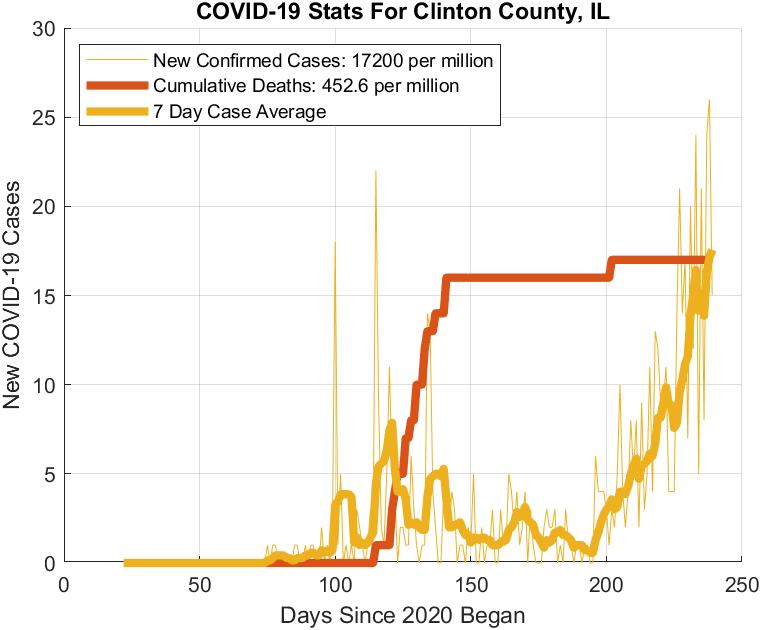 COVID-19 Stats For Clinton County, IL
New Confirmed Cases: 17200 per million
Cumulative Deaths: 452.6 per million
7 Day Case Average
New COVID-19 Cases
30
25
20
15
10
5
0
0 50 100 150 200 250
Days Since 2020 Began